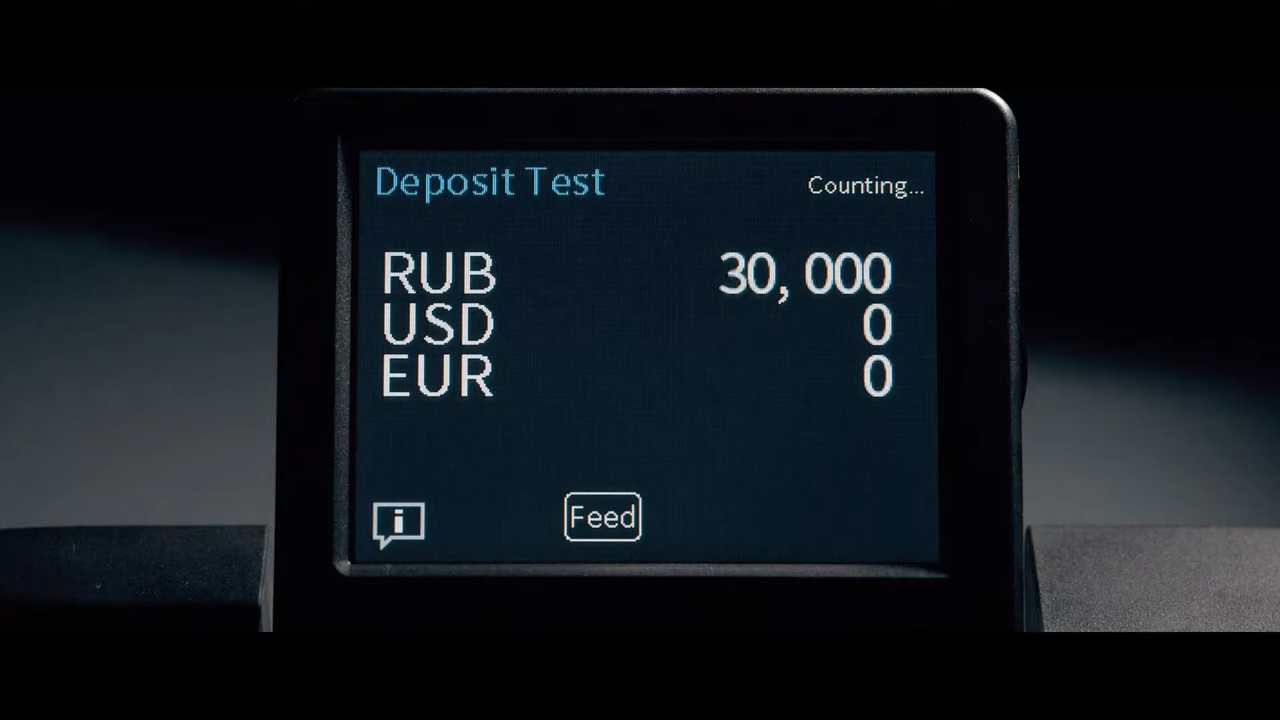 Deposit Test
Counting...
RUB 30,000
USD 0
EUR 0
i
Feed